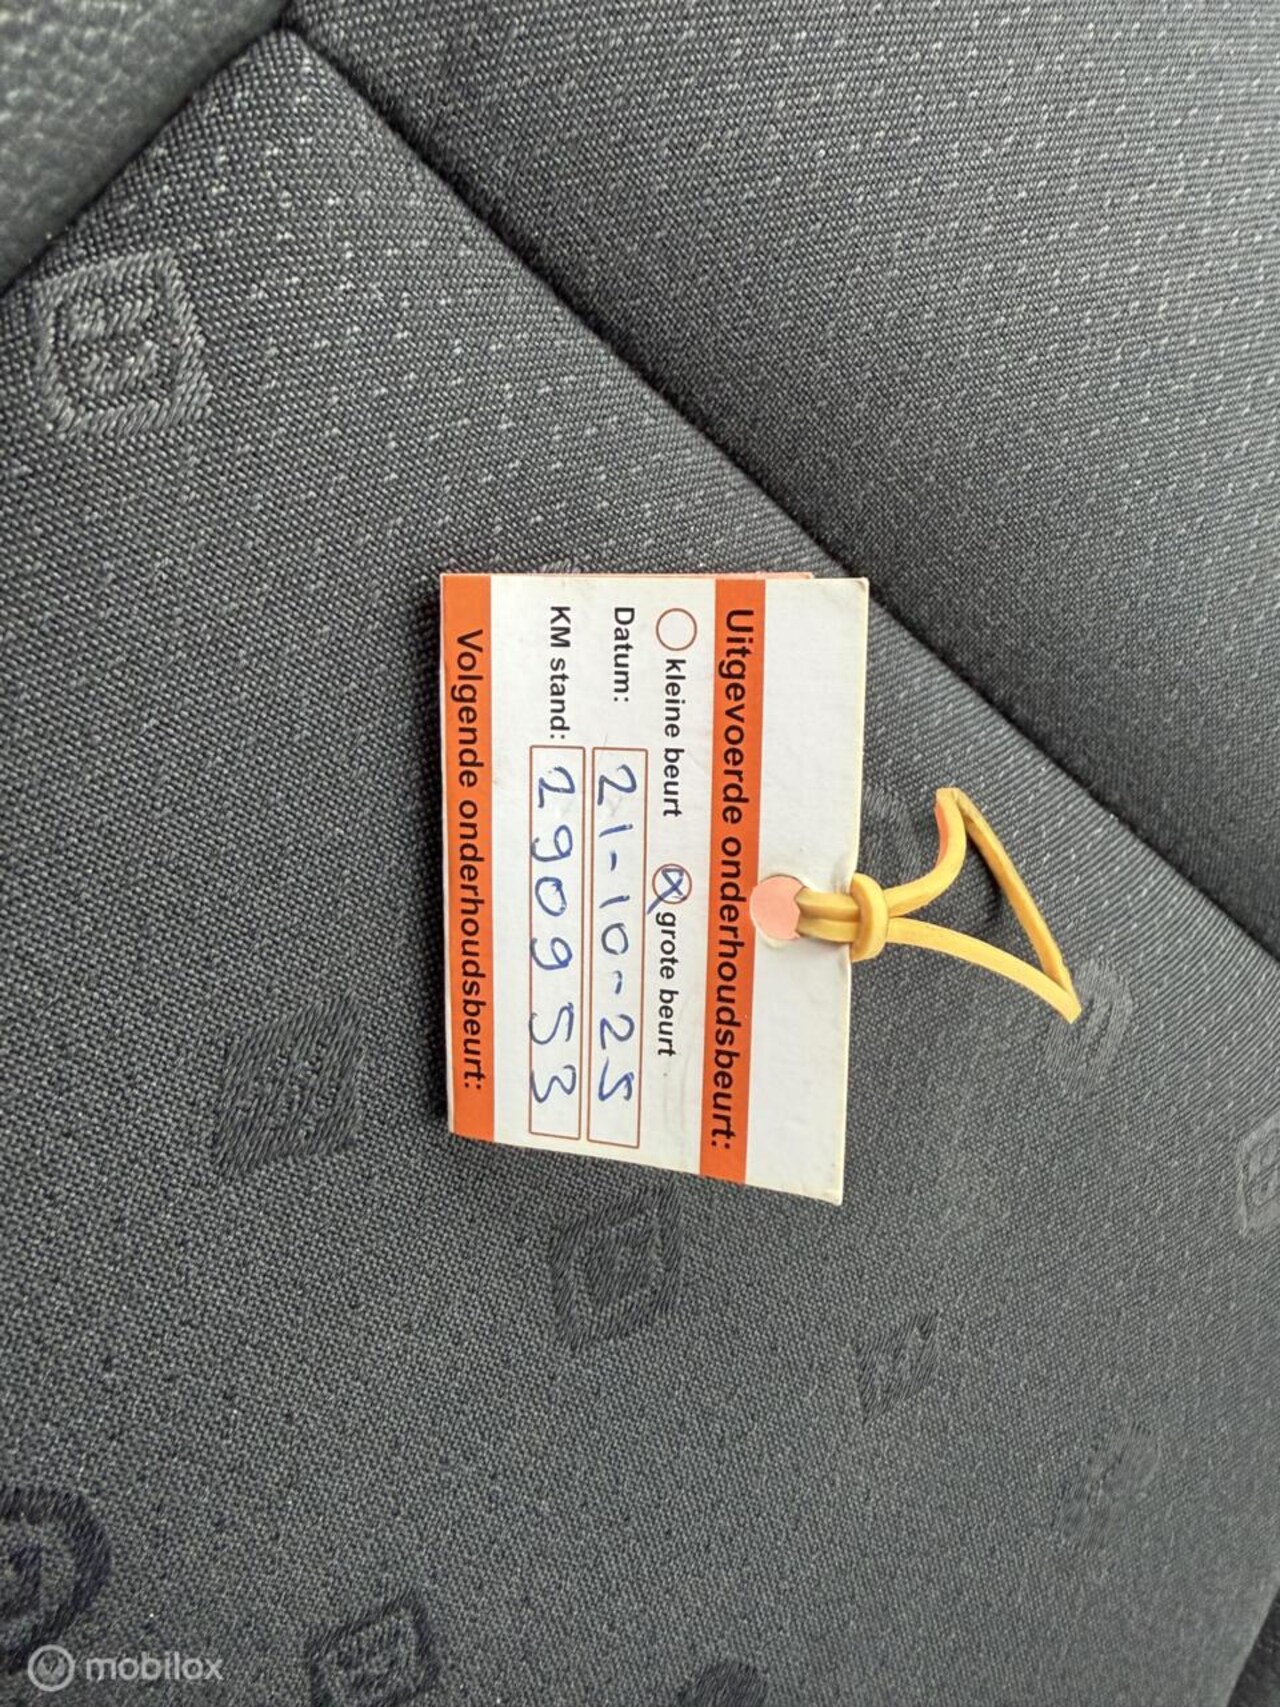 Uitgevoerde onderhoudsbeurt:
kleine beurt grote beurt
Datum: 21-10-25
KM stand: 290953
Volgende onderhoudsbeurt:
mobilox